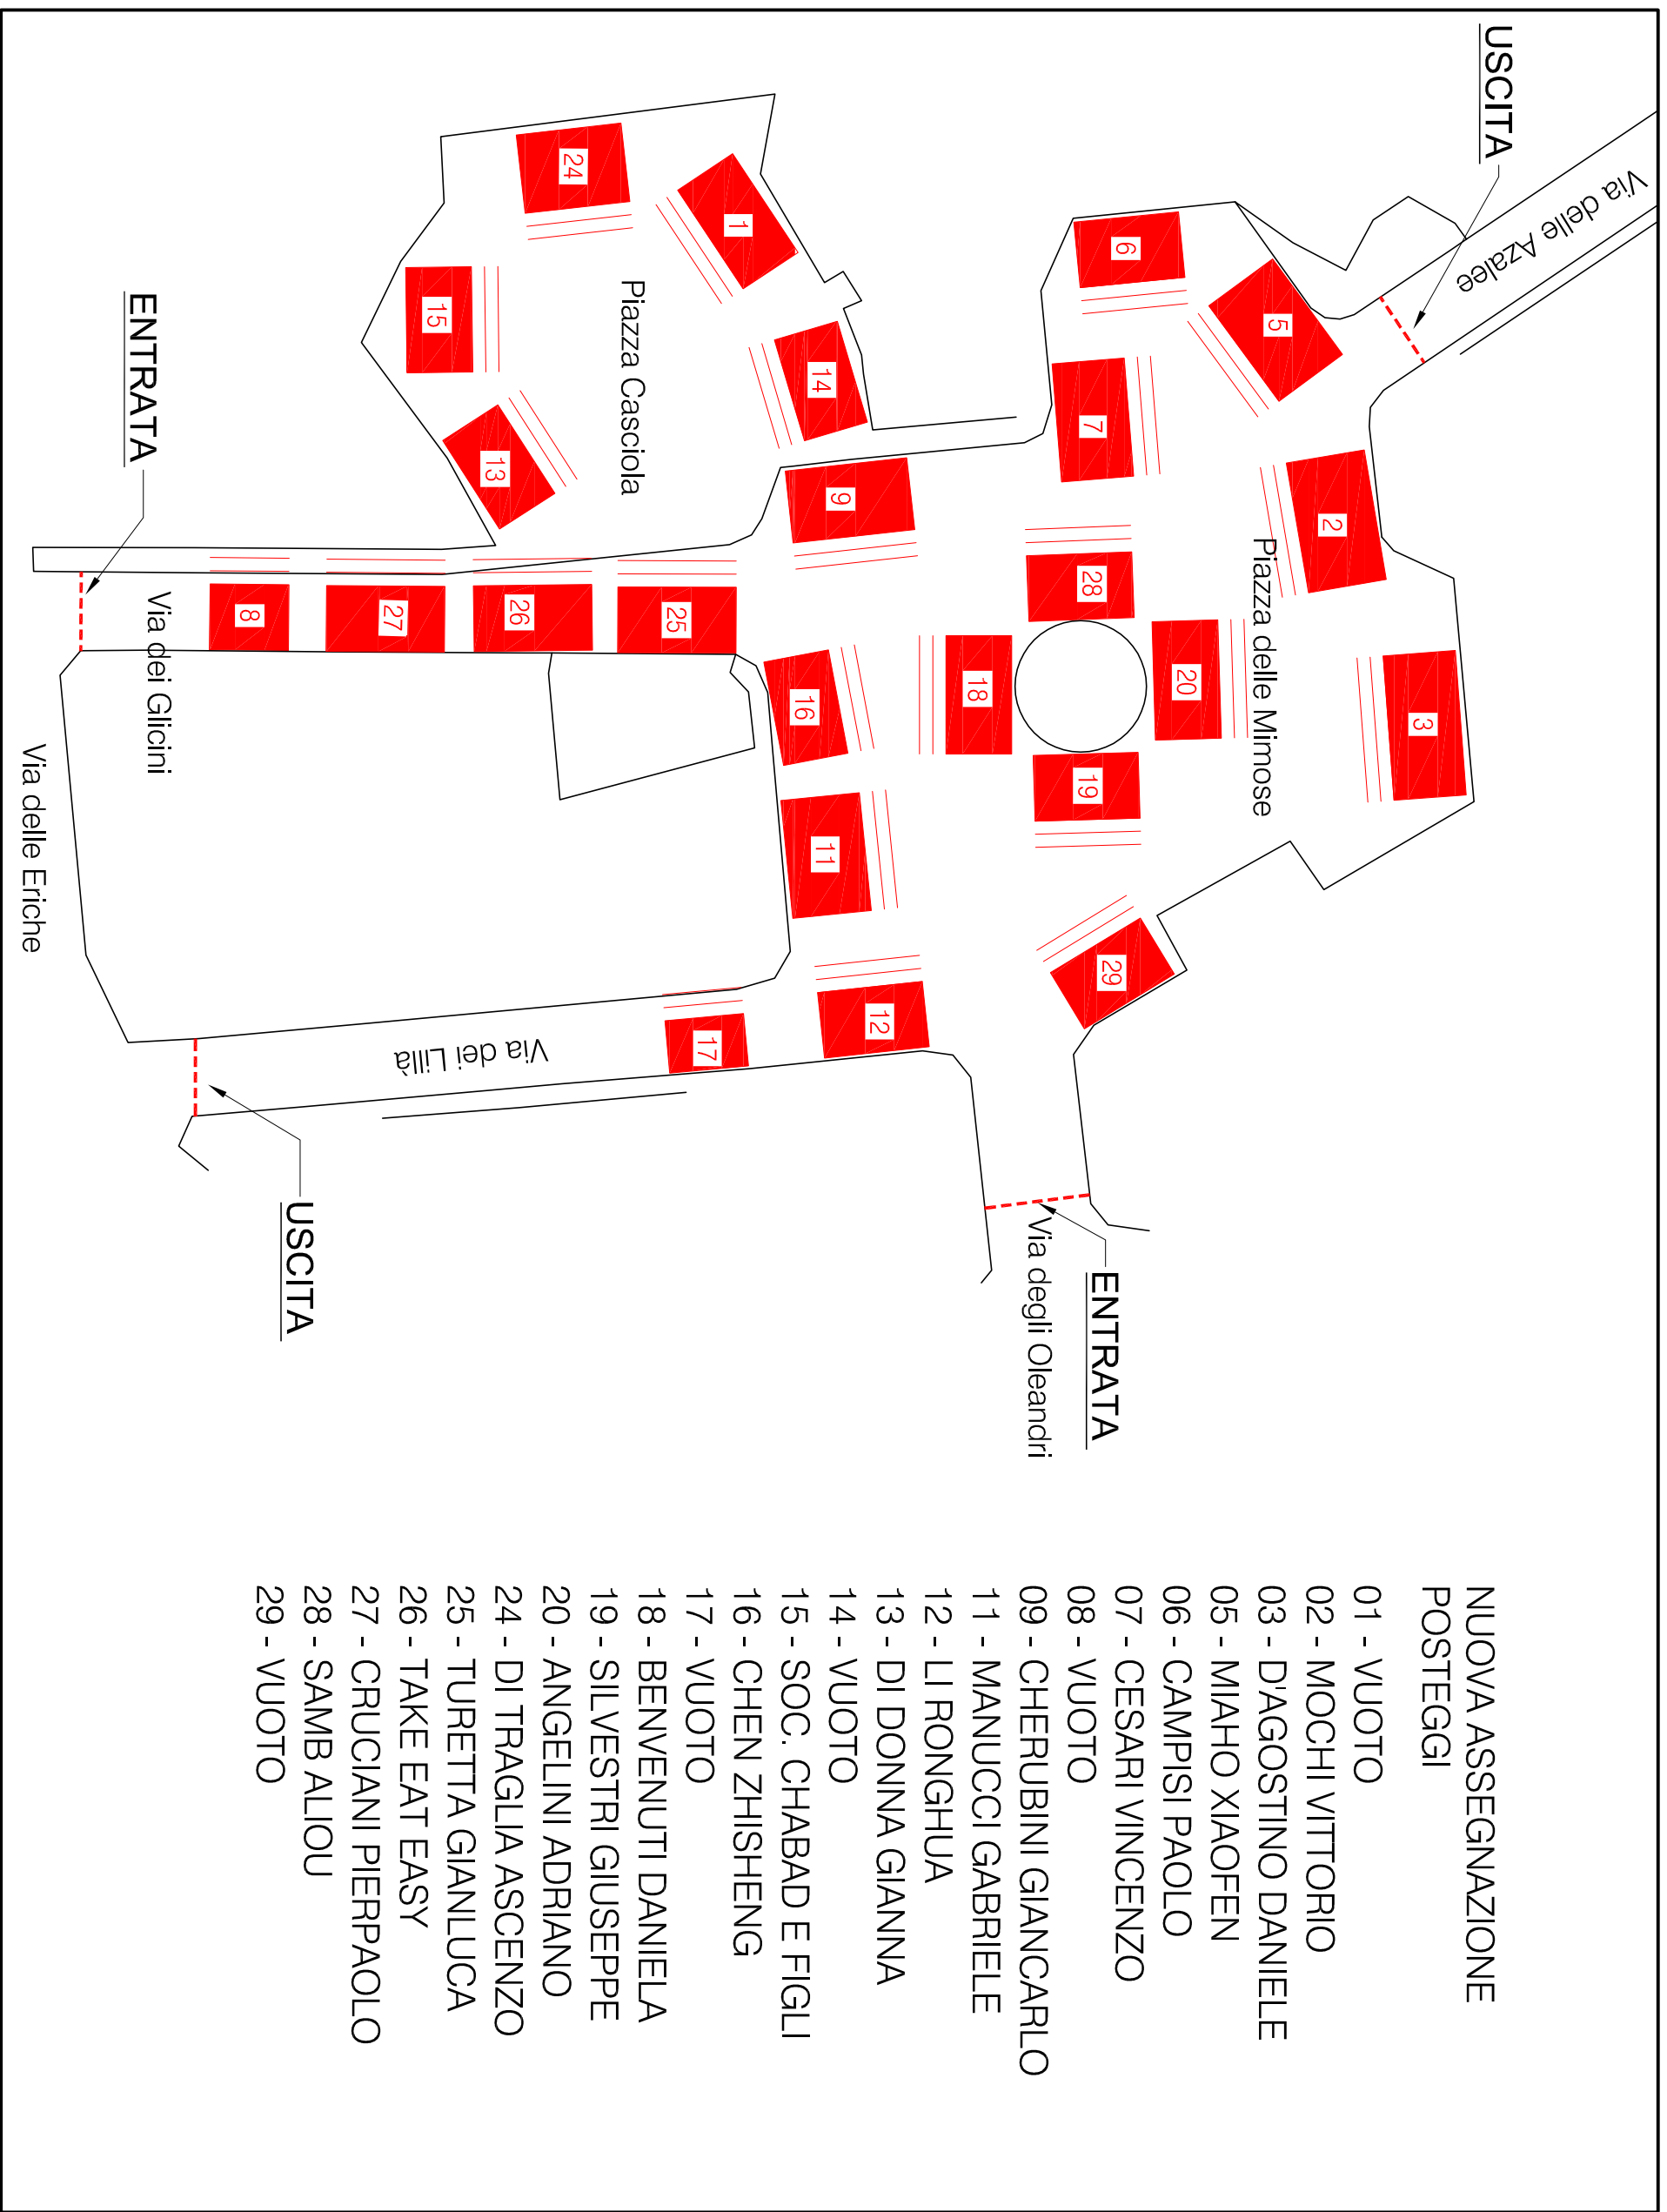 USCITA
Via delle Azalee
6
5
7
2
Piazza delle Mimose
3
28
20
18
19
29
24
1
15
Piazza Casciola
14
13
9
ENTRATA
8
27
26
25
16
11
12
17
Via dei Glicini
Via delle Eriche
Via dei Lillà
USCITA
ENTRATA
Via degli Oleandri
NUOVA ASSEGNAZIONE
POSTEGGI
01 - VUOTO
02 - MOCHI VITTORIO
03 - D'AGOSTINO DANIELE
05 - MIAHO XIAOFEN
06 - CAMPISI PAOLO
07 - CESARI VINCENZO
08 - VUOTO
09 - CHERUBINI GIANCARLO
11 - MANUCCI GABRIELE
12 - LI RONGHUA
13 - DI DONNA GIANNA
14 - VUOTO
15 - SOC. CHABAD E FIGLI
16 - CHEN ZHISHENG
17 - VUOTO
18 - BENVENUTI DANIELA
19 - SILVESTRI GIUSEPPE
20 - ANGELINI ADRIANO
24 - DI TRAGLIA ASCENZO
25 - TURETTA GIANLUCA
26 - TAKE EAT EASY
27 - CRUCIANI PIERPAOLO
28 - SAMB ALIOU
29 - VUOTO